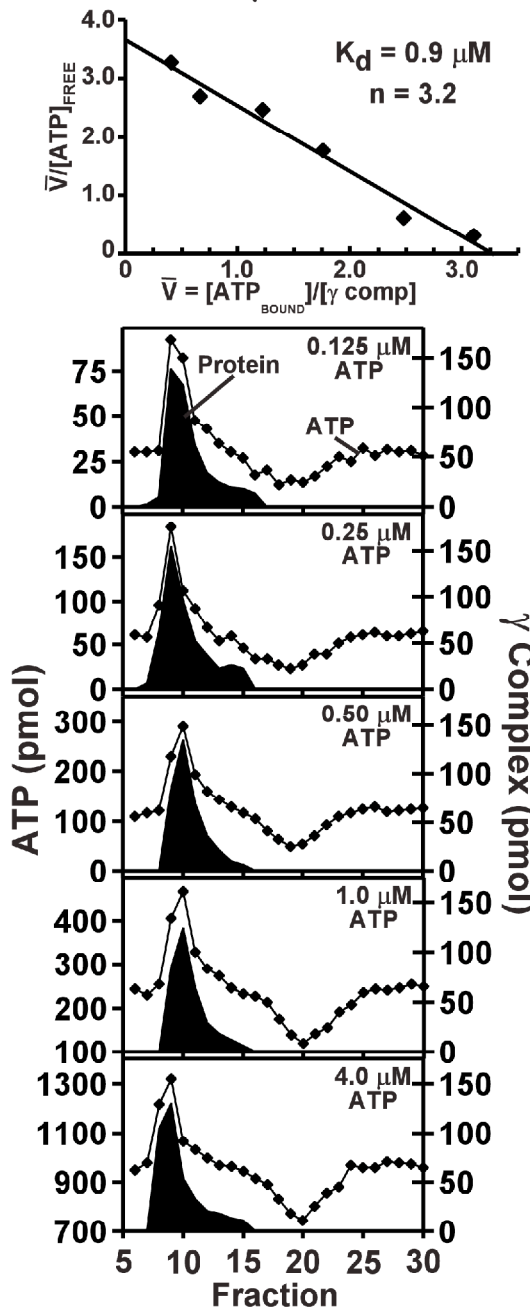 4.0
3.0
2.0
1.0
0
V̅/[ATP]FREE
Kd = 0.9 μM
n = 3.2
0 1.0 2.0 3.0
V̅ = [ATP BOUND]/[γ comp]
75
50
25
0
Protein
0.125 μM
ATP
ATP
150
100
50
0
150
100
50
0
0.25 μM
ATP
150
100
50
0
300
200
100
0
0.50 μM
ATP
150
100
50
0
400
300
200
100
1.0 μM
ATP
150
100
50
0
1300
1100
900
700
4.0 μM
ATP
150
100
50
0
ATP (pmol)
γ Complex (pmol)
5 10 15 20 25 30
Fraction